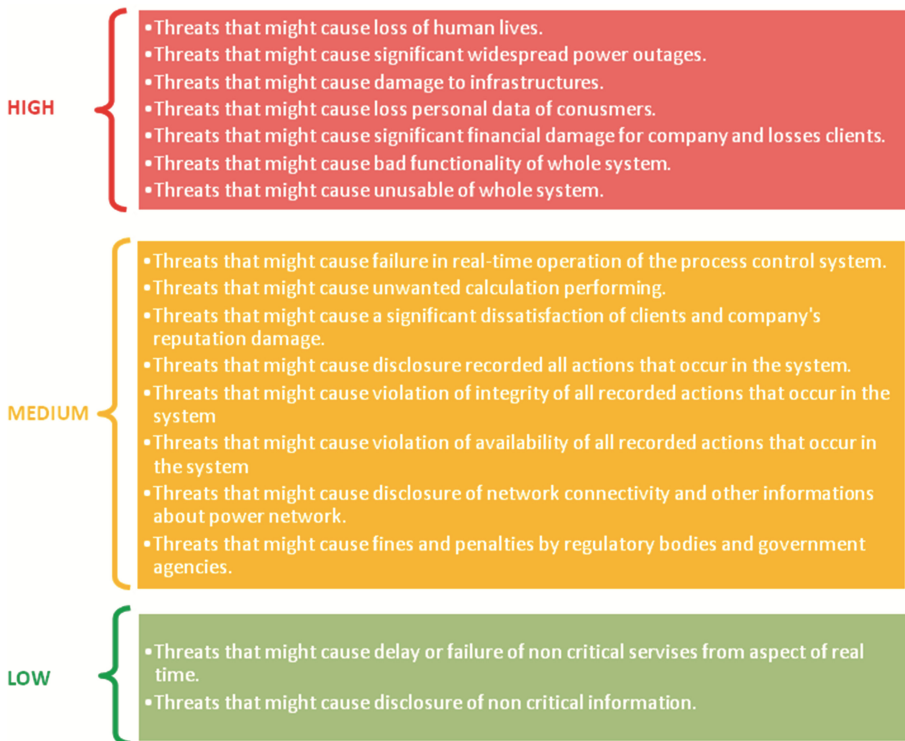 HIGH
•Threats that might cause loss of human lives.
•Threats that might cause significant widespread power outages.
•Threats that might cause damage to infrastructures.
•Threats that might cause loss personal data of conusmers.
•Threats that might cause significant financial damage for company and losses clients.
•Threats that might cause bad functionality of whole system.
•Threats that might cause unusable of whole system.
MEDIUM
•Threats that might cause failure in real-time operation of the process control system.
•Threats that might cause unwanted calculation performing.
•Threats that might cause a significant dissatisfaction of clients and company's
reputation damage.
•Threats that might cause disclosure recorded all actions that occur in the system.
•Threats that might cause violation of integrity of all recorded actions that occur in the
system
•Threats that might cause violation of availability of all recorded actions that occur in
the system
•Threats that might cause disclosure of network connectivity and other informations
about power network.
•Threats that might cause fines and penalties by regulatory bodies and government
agencies.
LOW
•Threats that might cause delay or failure of non critical servises from aspect of real
time.
•Threats that might cause disclosure of non critical information.